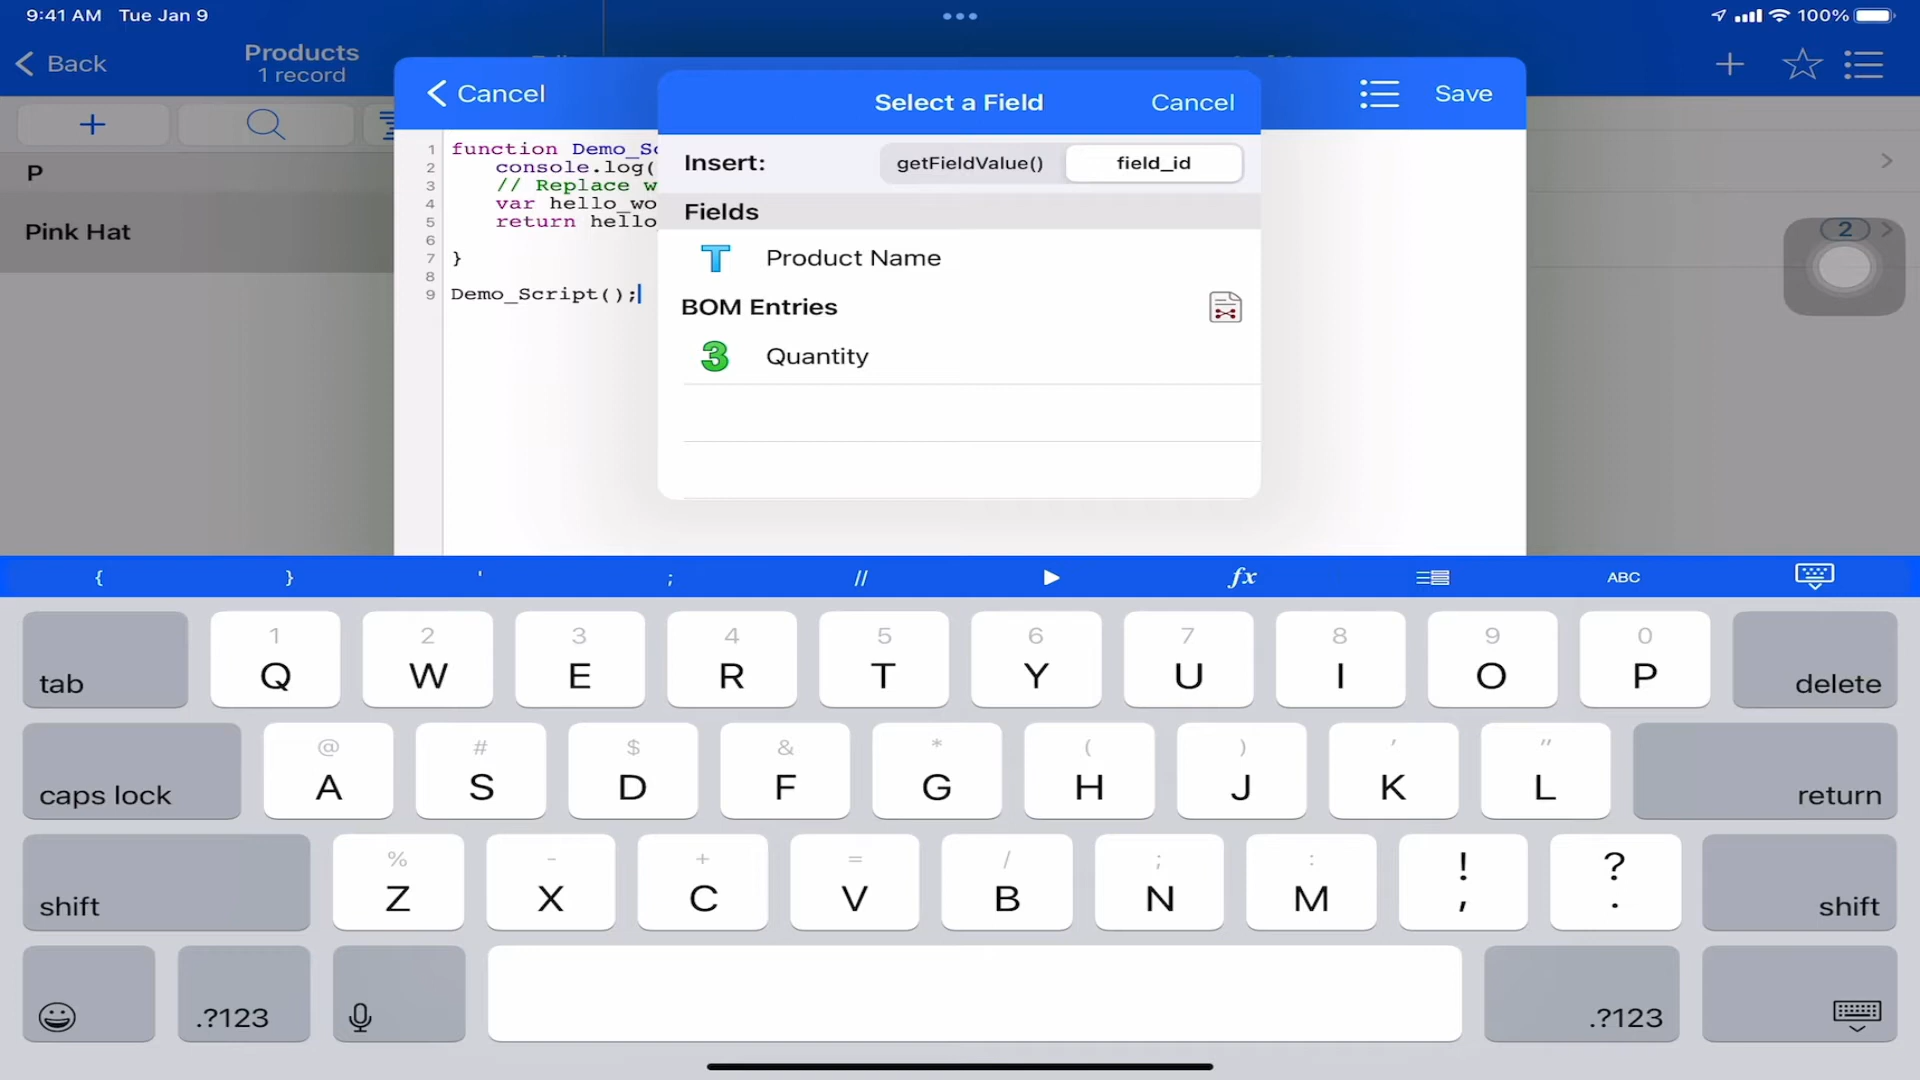 9:41 AM Tue Jan 9
100%
Back
Products
1 record
Cancel
Select a Field
Cancel
Save
Insert:
getFieldValue()
field_id
Fields
Product Name
BOM Entries
3 Quantity
P
Pink Hat
2
1 function Demo_Sc
2 console.log(
3 // Replace w
4 var hello_wo
5 return hello
6
7 }
8
9 Demo_Script();
{ } ' ; // fx ABC
tab 1 Q 2 W 3 E 4 R 5 T 6 Y 7 U 8 I 9 O 0 P delete
caps lock @ A # S $ D & F * G ( H ) J ' K " L return
shift % Z - X + C = V / B ; N : M ! , ? . shift
.?123 .?123